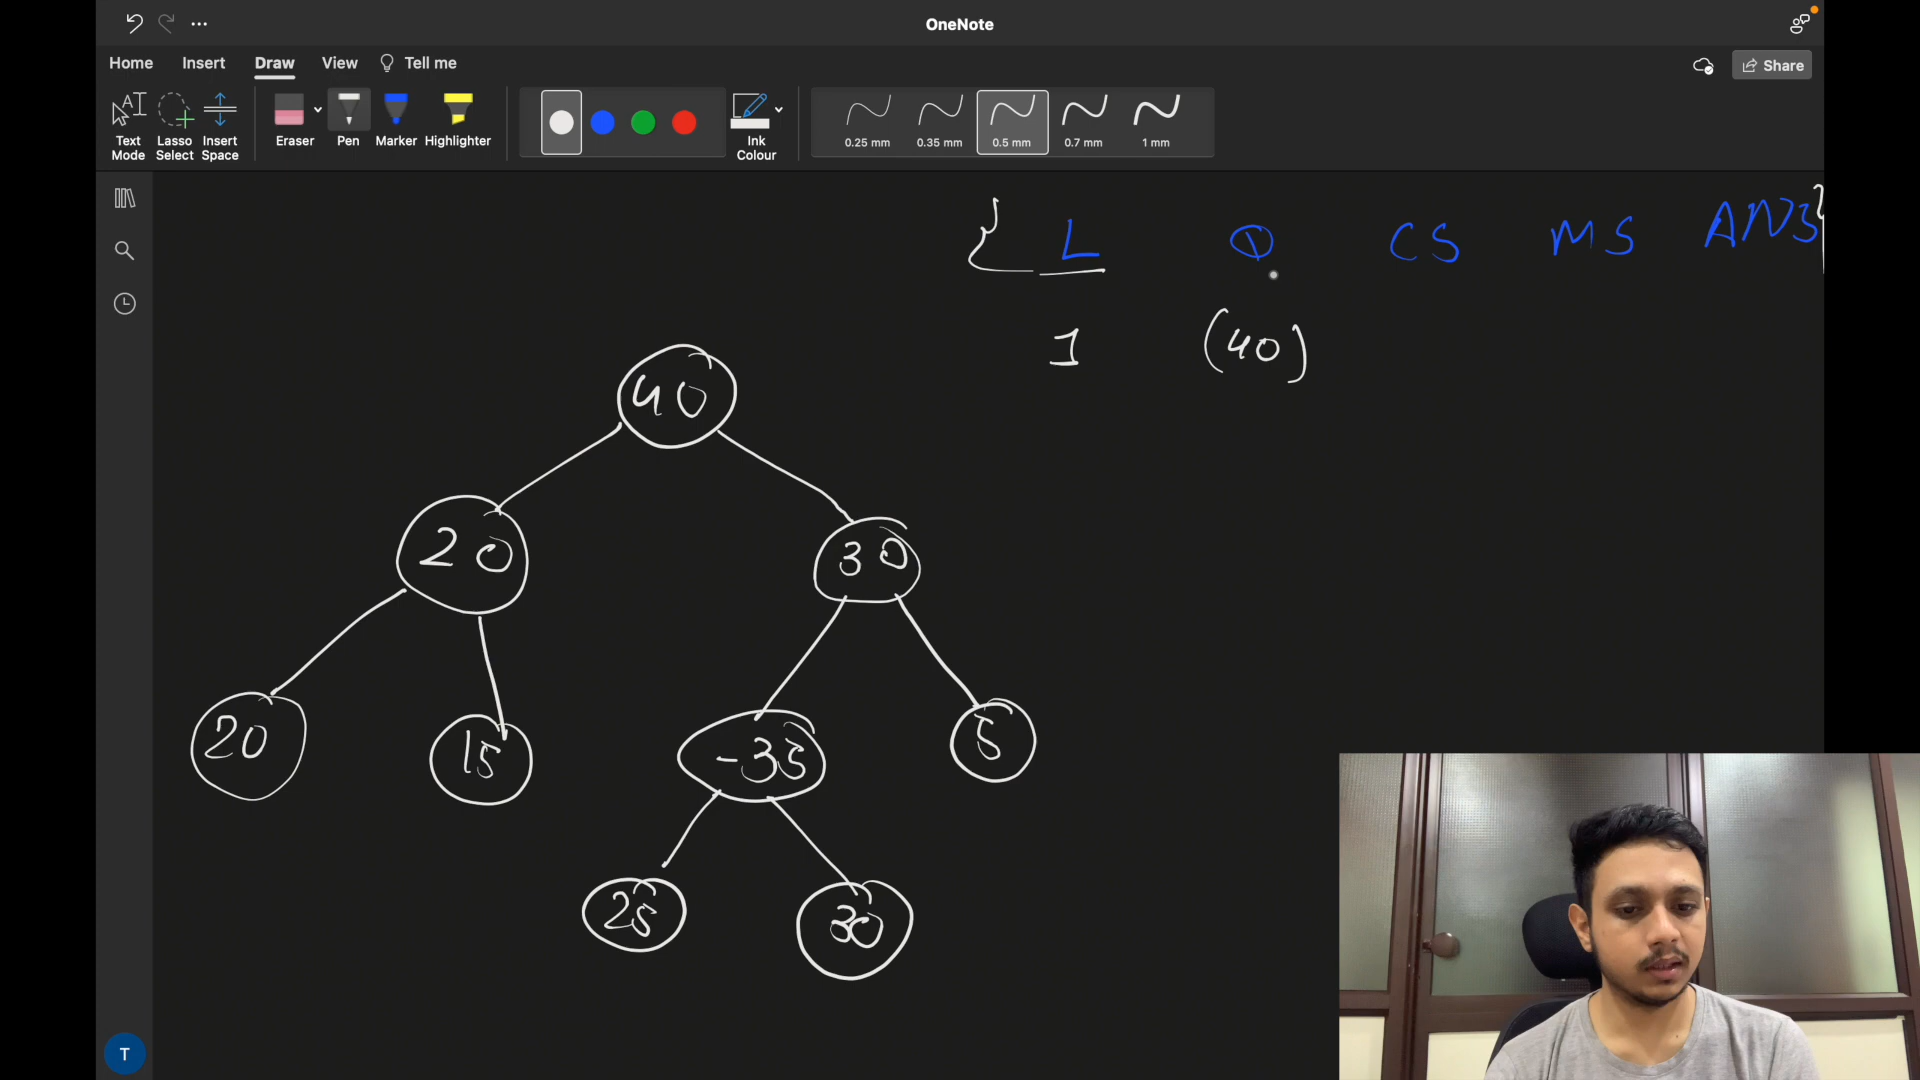 OneNote
Home Insert Draw View Tell me
Share
Text Mode
Lasso Select
Insert Space
Eraser
Pen
Marker
Highlighter
Ink Colour
0.25 mm
0.35 mm
0.5 mm
0.7 mm
1 mm
{ L Q CS MS ANS }
1 (40)
40
20 30
20 15 -35 5
25 30
T